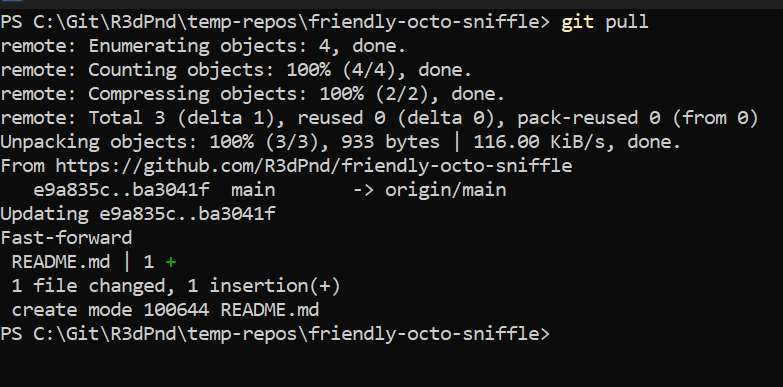 PS C:\Git\R3dPnd\temp-repos\friendly-octo-sniffle> git pull
remote: Enumerating objects: 4, done.
remote: Counting objects: 100% (4/4), done.
remote: Compressing objects: 100% (2/2), done.
remote: Total 3 (delta 1), reused 0 (delta 0), pack-reused 0 (from 0)
Unpacking objects: 100% (3/3), 933 bytes | 116.00 KiB/s, done.
From https://github.com/R3dPnd/friendly-octo-sniffle
   e9a835c..ba3041f  main       -> origin/main
Updating e9a835c..ba3041f
Fast-forward
 README.md | 1 +
 1 file changed, 1 insertion(+)
 create mode 100644 README.md
PS C:\Git\R3dPnd\temp-repos\friendly-octo-sniffle>